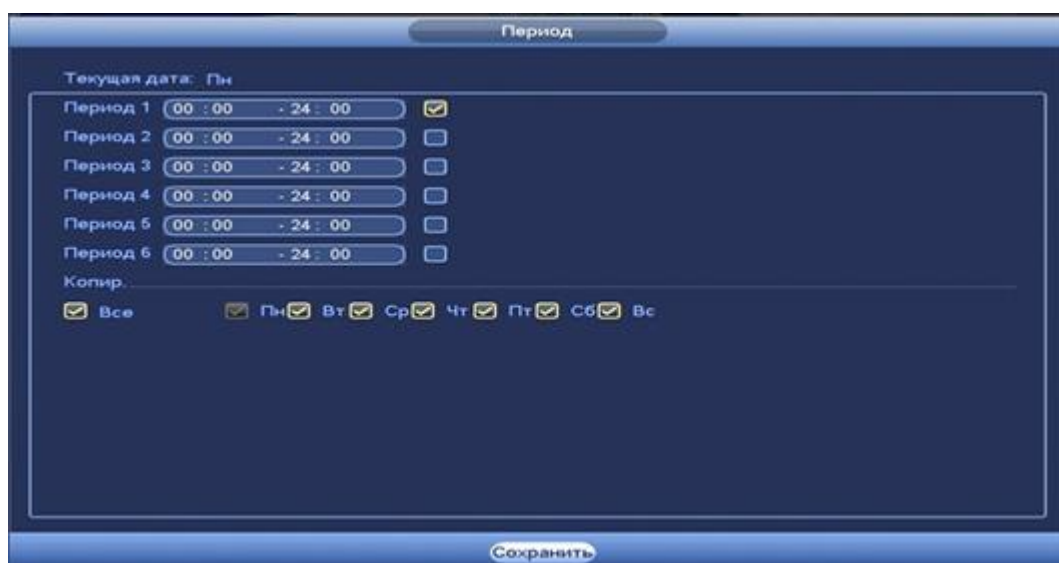 Период
Текущая дата: Пн
Период 1 00 : 00 - 24 : 00
Период 2 00 : 00 - 24 : 00
Период 3 00 : 00 - 24 : 00
Период 4 00 : 00 - 24 : 00
Период 5 00 : 00 - 24 : 00
Период 6 00 : 00 - 24 : 00
Копир.
Все Пн Вт Ср Чт Пт Сб Вс
Сохранить